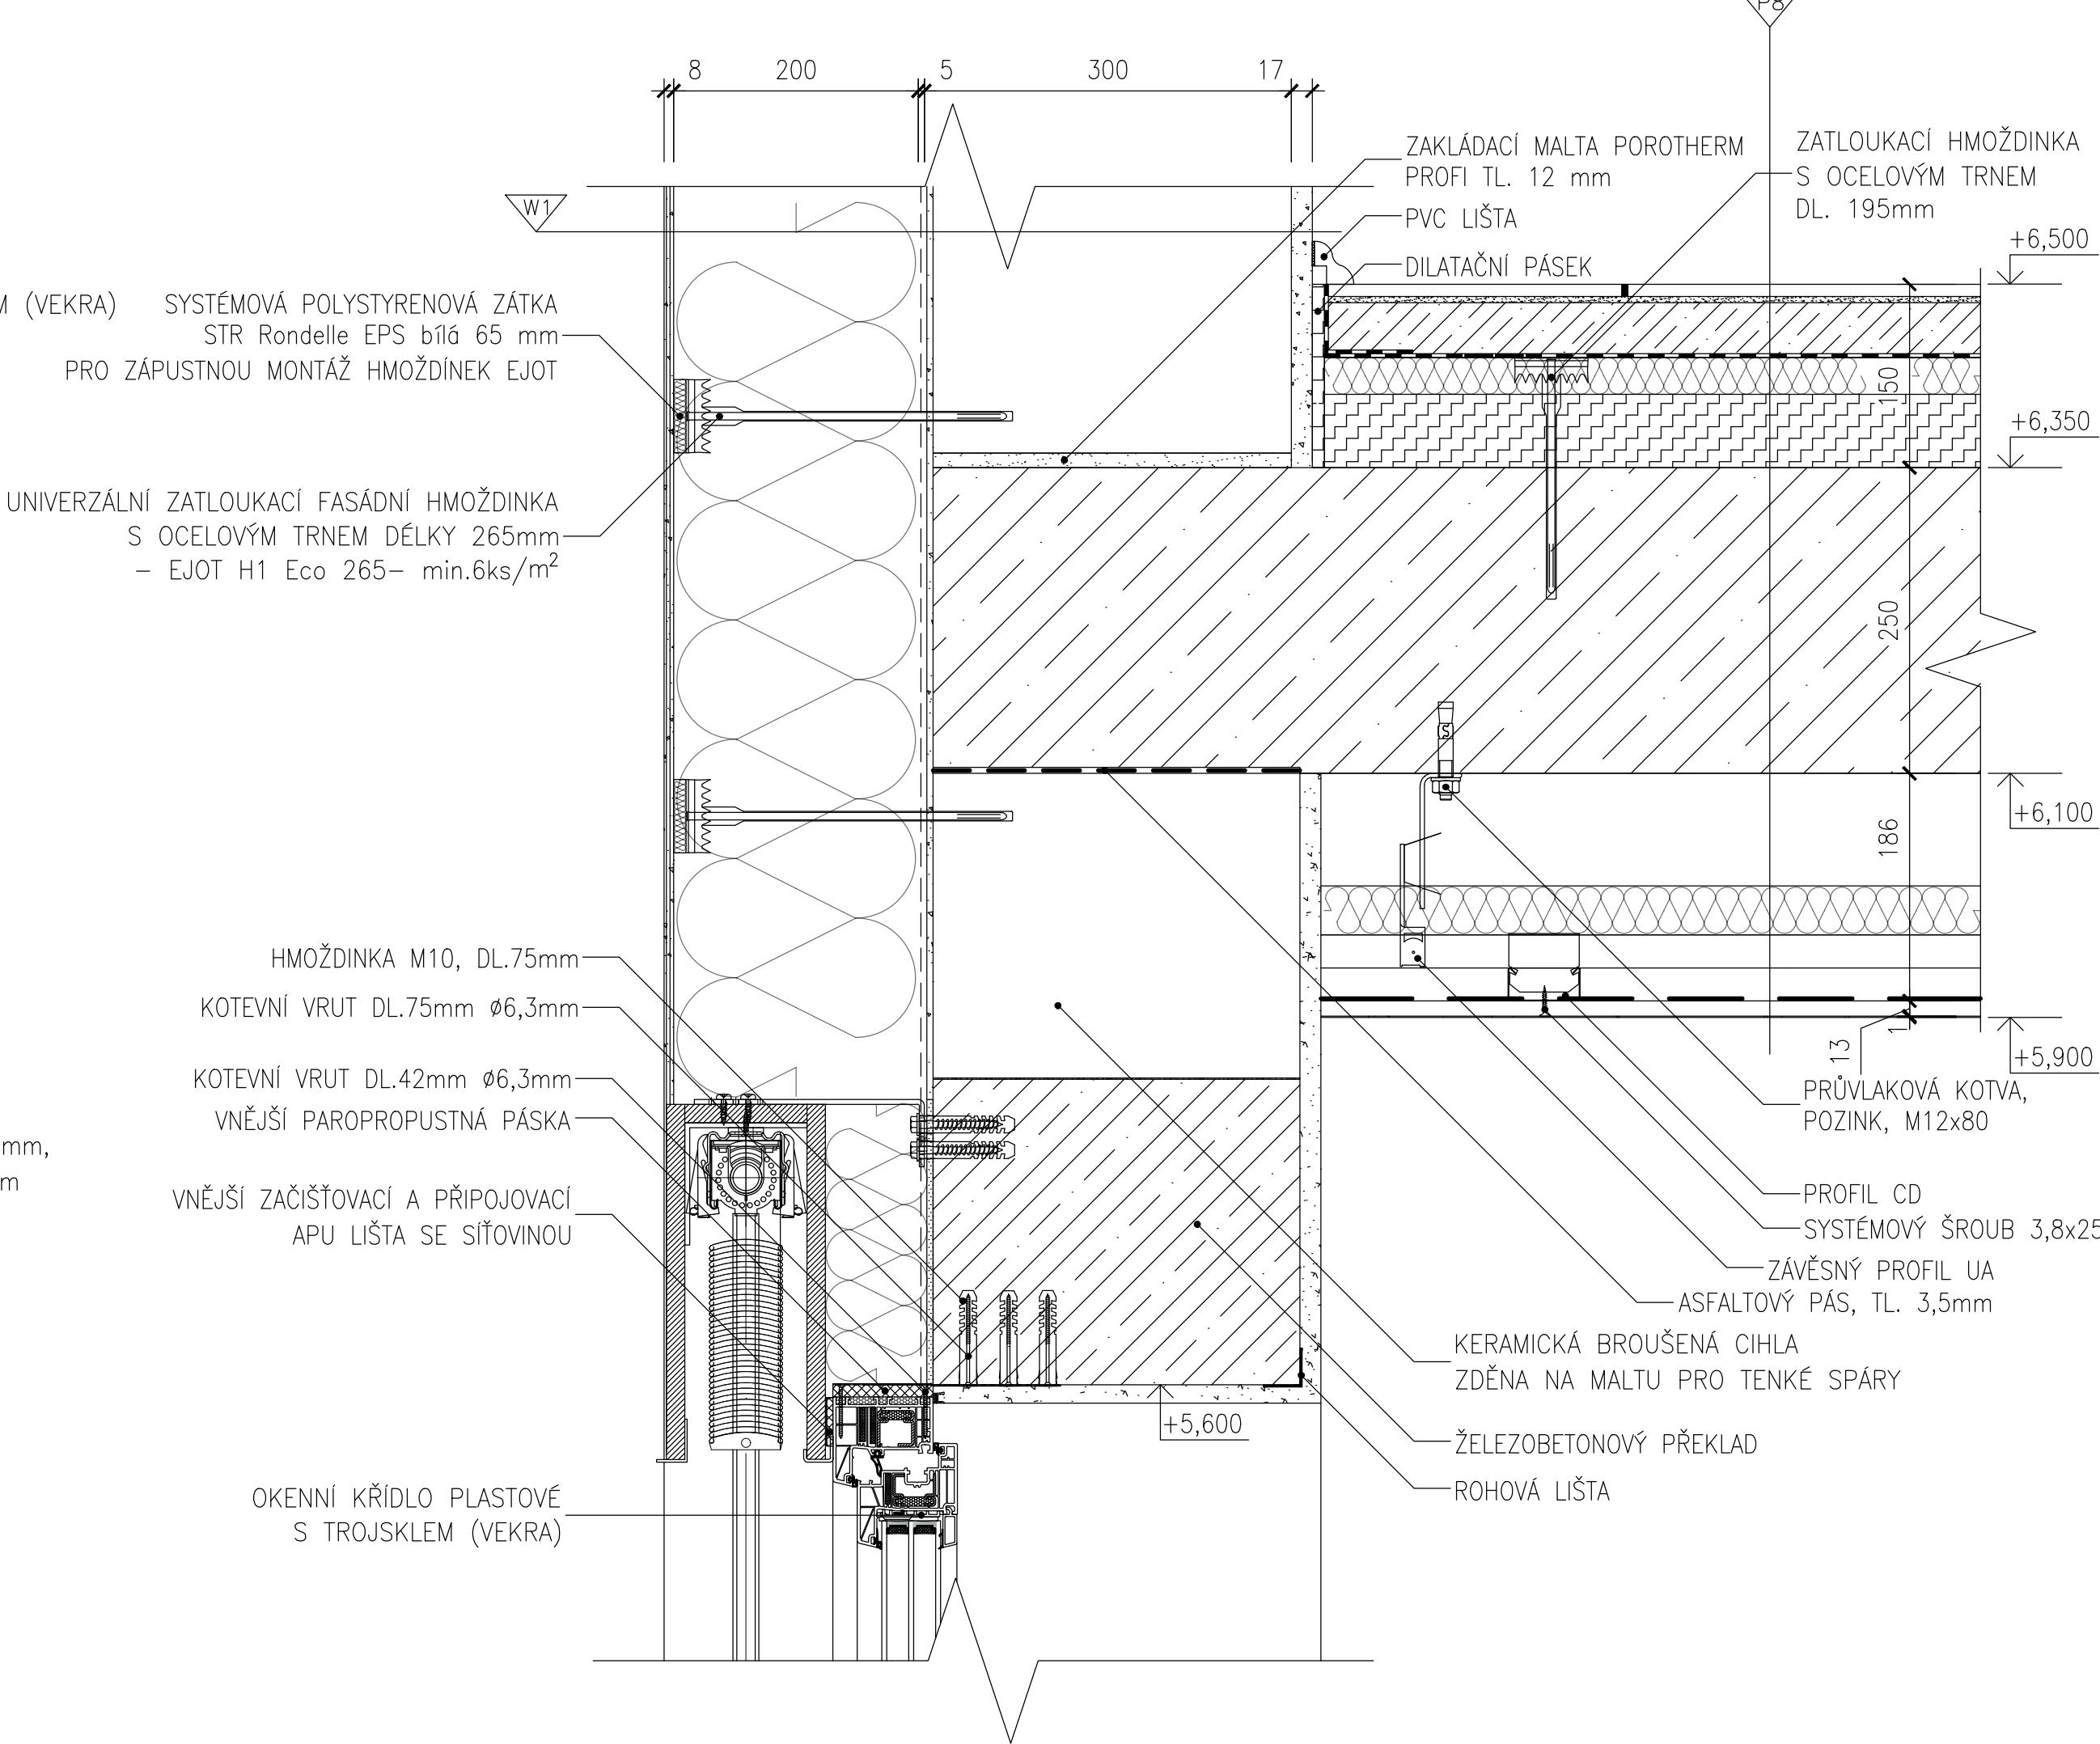 P8
8 200 5 300 17
W1
ZAKLÁDACÍ MALTA POROTHERM
PROFI TL. 12 mm
PVC LIŠTA
DILATAČNÍ PÁSEK
ZATLOUKACÍ HMOŽDINKA
S OCELOVÝM TRNEM
DL. 195mm
+6,500
+6,350
+6,100
+5,900
150
250
186
13
1
(VEKRA)
SYSTÉMOVÁ POLYSTYRENOVÁ ZÁTKA
STR Rondelle EPS bílá 65 mm
PRO ZÁPUSTNOU MONTÁŽ HMOŽDÍNEK EJOT
UNIVERZÁLNÍ ZATLOUKACÍ FASÁDNÍ HMOŽDINKA
S OCELOVÝM TRNEM DÉLKY 265mm
– EJOT H1 Eco 265– min.6ks/m²
HMOŽDINKA M10, DL.75mm
KOTEVNÍ VRUT DL.75mm ø6,3mm
KOTEVNÍ VRUT DL.42mm ø6,3mm
VNĚJŠÍ PAROPROPUSTNÁ PÁSKA
mm,
m
VNĚJŠÍ ZAČIŠŤOVACÍ A PŘIPOJOVACÍ
APU LIŠTA SE SÍŤOVINOU
OKENNÍ KŘÍDLO PLASTOVÉ
S TROJSKLEM (VEKRA)
PRŮVLAKOVÁ KOTVA,
POZINK, M12x80
PROFIL CD
SYSTÉMOVÝ ŠROUB 3,8x25
ZÁVĚSNÝ PROFIL UA
ASFALTOVÝ PÁS, TL. 3,5mm
KERAMICKÁ BROUŠENÁ CIHLA
ZDĚNA NA MALTU PRO TENKÉ SPÁRY
ŽELEZOBETONOVÝ PŘEKLAD
ROHOVÁ LIŠTA
+5,600